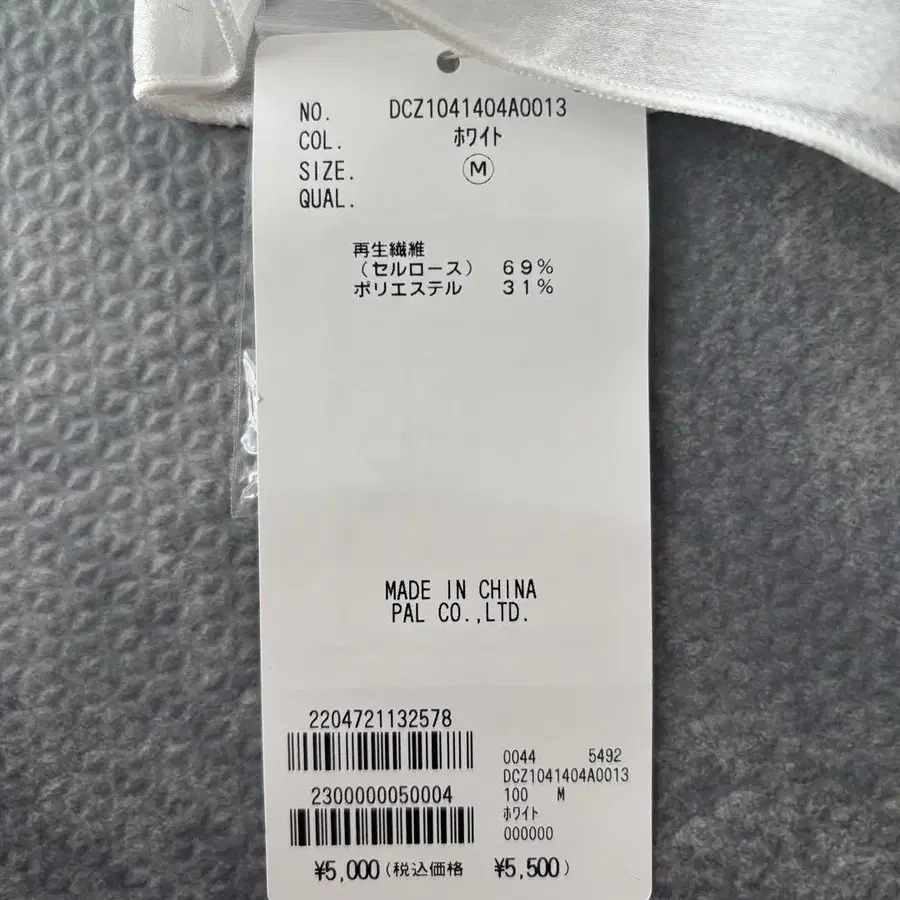 NO. DCZ1041404A0013
COL. ホワイト
SIZE. M
QUAL.
再生繊維
（セルロース） 69%
ポリエステル 31%
MADE IN CHINA
PAL CO.,LTD.
2204721132578
2300000050004
0044 5492
DCZ1041404A0013
100 M
ホワイト
000000
¥5,000(税込価格 ¥5,500)